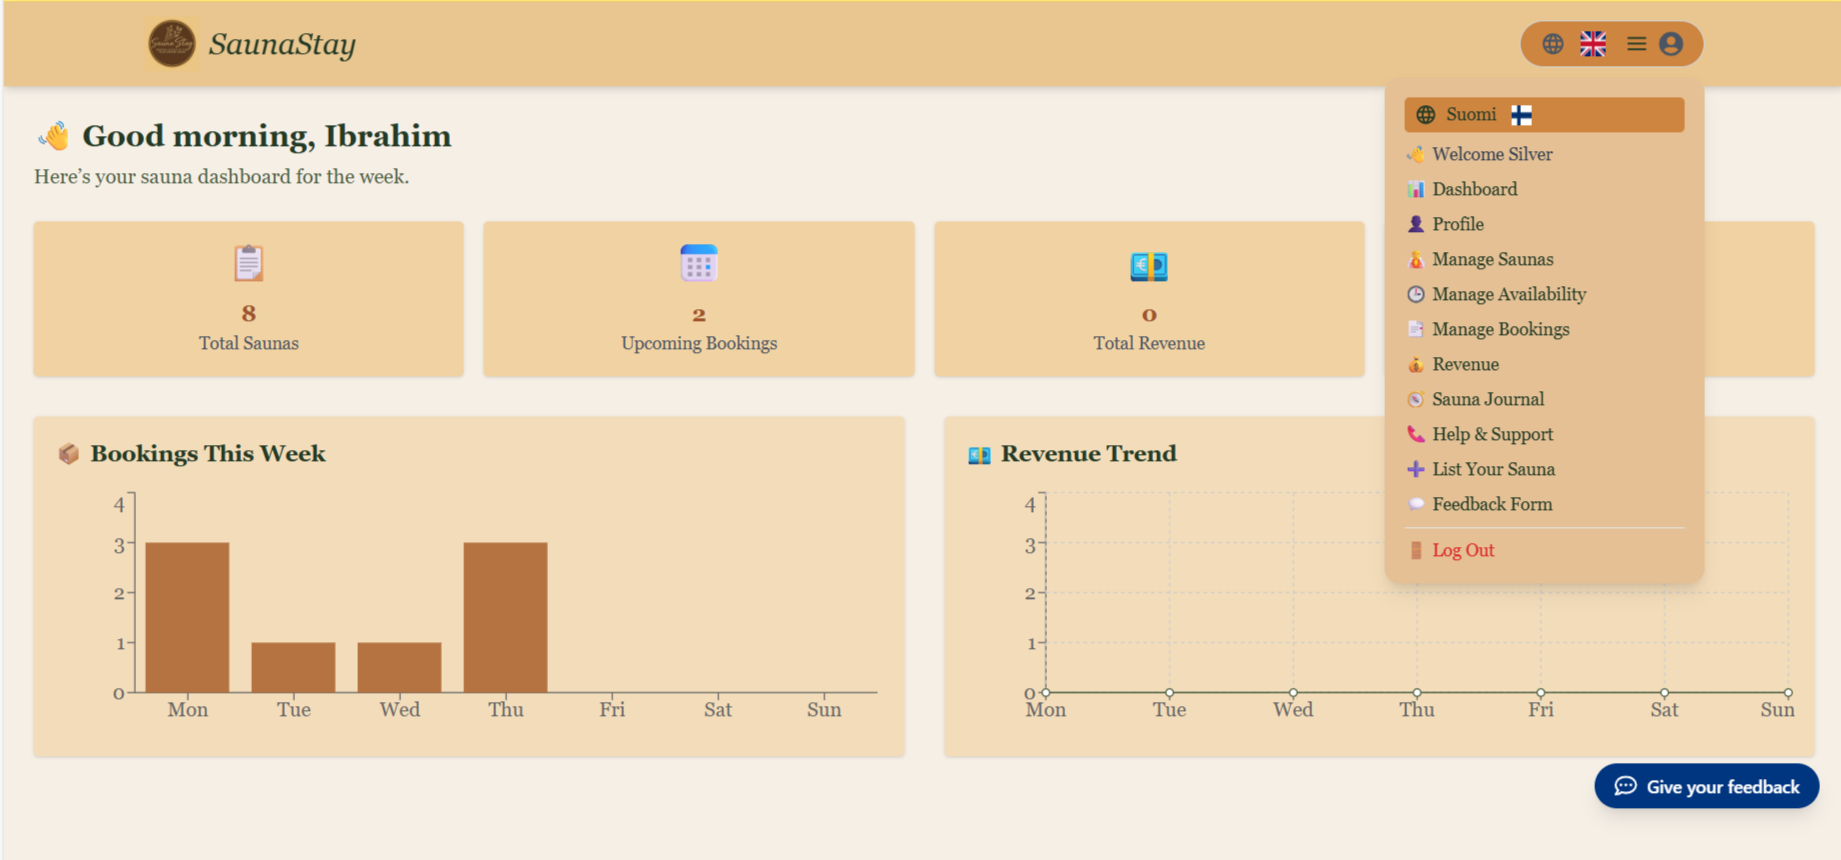 SaunaStay
Good morning, Ibrahim
Here’s your sauna dashboard for the week.
8
Total Saunas
2
Upcoming Bookings
0
Total Revenue
Suomi
Welcome Silver
Dashboard
Profile
Manage Saunas
Manage Availability
Manage Bookings
Revenue
Sauna Journal
Help & Support
List Your Sauna
Feedback Form
Log Out
Bookings This Week
4
3
2
1
0
Mon Tue Wed Thu Fri Sat Sun
Revenue Trend
4
3
2
1
0
Mon Tue Wed Thu Fri Sat Sun
Give your feedback